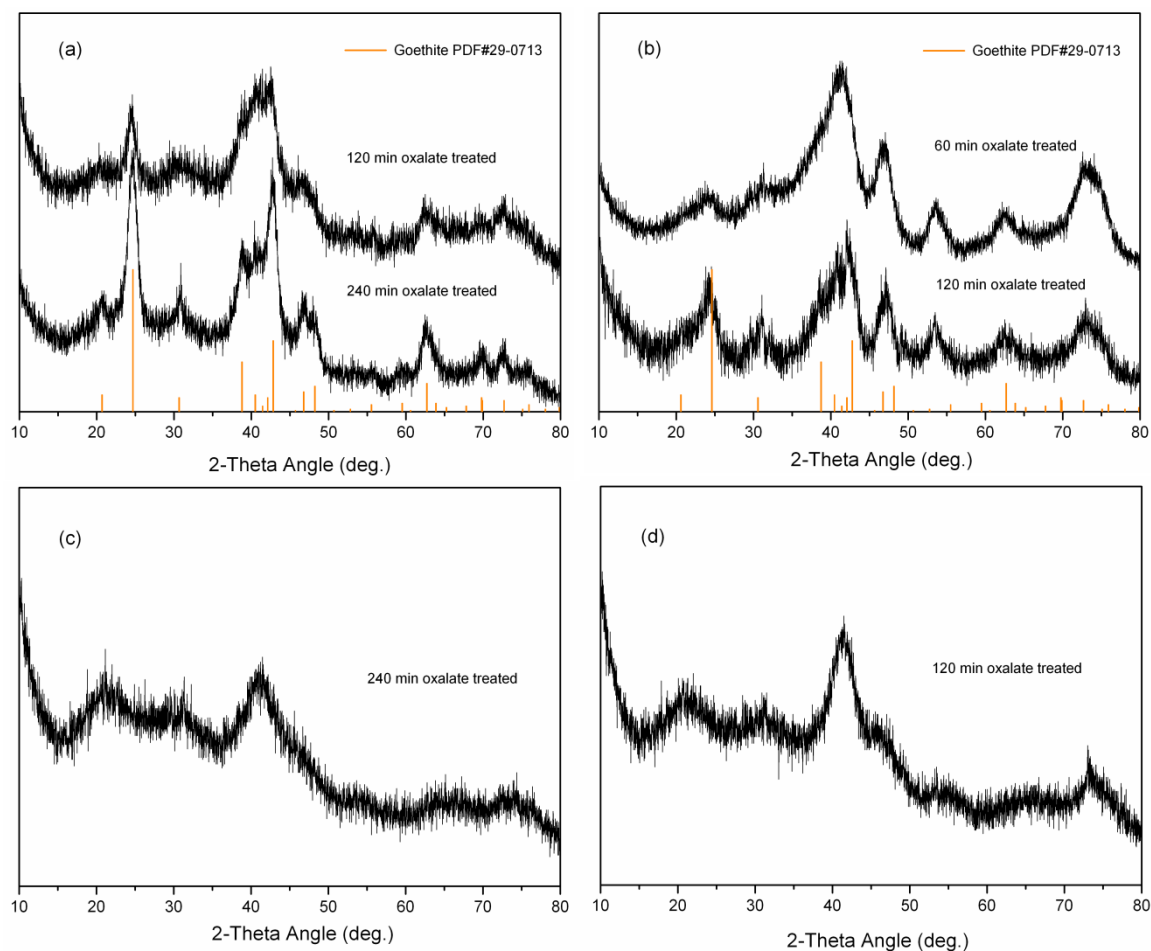 (a)
Goethite PDF#29-0713
120 min oxalate treated
240 min oxalate treated
10 20 30 40 50 60 70 80
2-Theta Angle (deg.)
(b)
Goethite PDF#29-0713
60 min oxalate treated
120 min oxalate treated
10 20 30 40 50 60 70 80
2-Theta Angle (deg.)
(c)
240 min oxalate treated
10 20 30 40 50 60 70 80
2-Theta Angle (deg.)
(d)
120 min oxalate treated
10 20 30 40 50 60 70 80
2-Theta Angle (deg.)